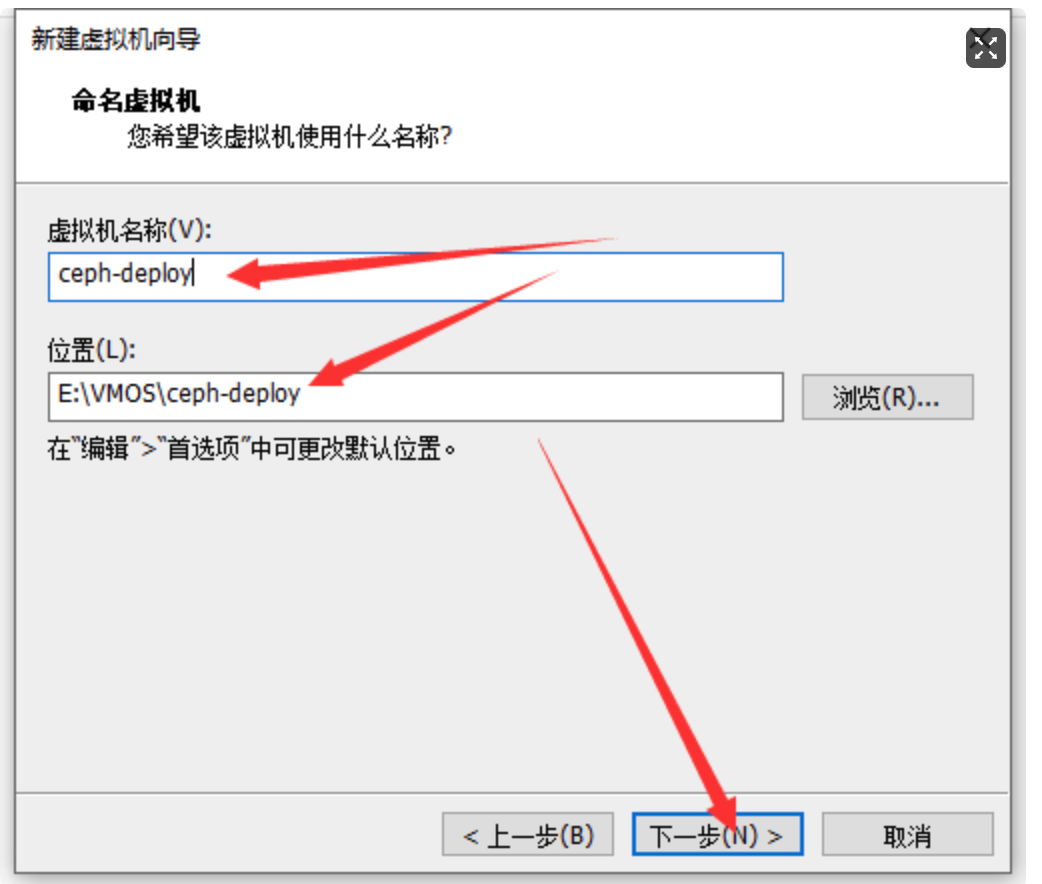 新建虚拟机向导
命名虚拟机
您希望该虚拟机使用什么名称?
虚拟机名称(V):
ceph-deploy
位置(L):
E:\VMOS\ceph-deploy
浏览(R)...
在"编辑">"首选项"中可更改默认位置。
< 上一步(B)
下一步(N) >
取消